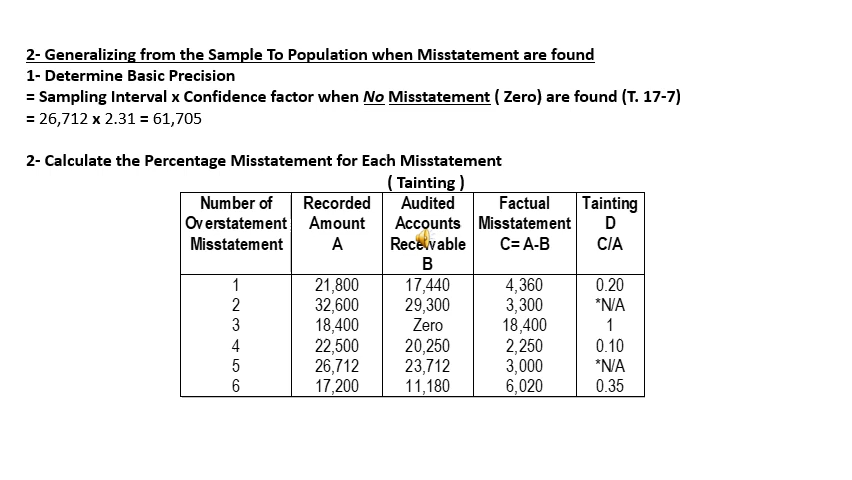 2- Generalizing from the Sample To Population when Misstatement are found
1- Determine Basic Precision
= Sampling Interval x Confidence factor when No Misstatement ( Zero) are found (T. 17-7)
= 26,712 x 2.31 = 61,705
2- Calculate the Percentage Misstatement for Each Misstatement
( Tainting )
Number of Recorded Audited Factual Tainting
Overstatement Amount Accounts Misstatement D
Misstatement A Receivable C= A-B C/A
B
1 21,800 17,440 4,360 0.20
2 32,600 29,300 3,300 *N/A
3 18,400 Zero 18,400 1
4 22,500 20,250 2,250 0.10
5 26,712 23,712 3,000 *N/A
6 17,200 11,180 6,020 0.35